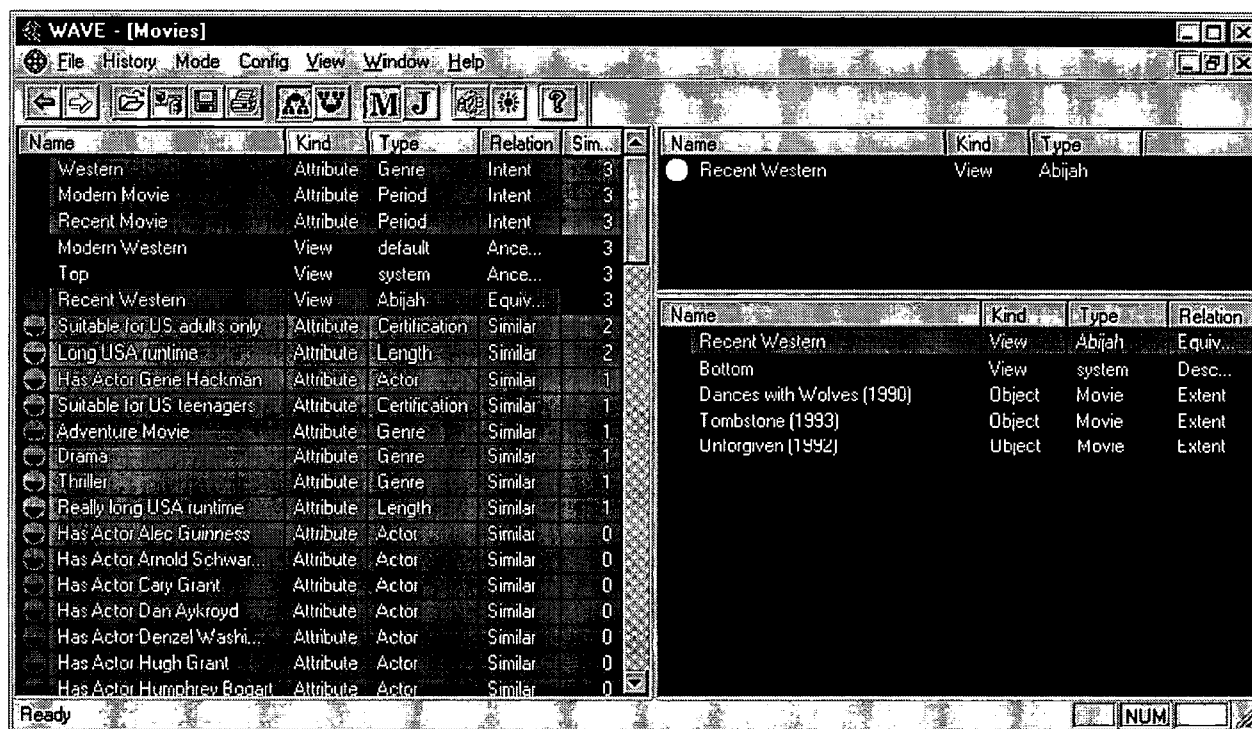 WAVE - [Movies]
File History Mode Config View Window Help
M J ?
Name Kind Type Relation Sim...
Western Attribute Genre Intent 3
Modern Movie Attribute Period Intent 3
Recent Movie Attribute Period Intent 3
Modern Western View default Ance... 3
Top View system Ance... 3
Recent Western View Abijah Equiv... 3
Suitable for US adults only Attribute Certification Similar 2
Long USA runtime Attribute Length Similar 2
Has Actor Gene Hackman Attribute Actor Similar 1
Suitable for US teenagers Attribute Certification Similar 1
Adventure Movie Attribute Genre Similar 1
Drama Attribute Genre Similar 1
Thriller Attribute Genre Similar 1
Really long USA runtime Attribute Length Similar 1
Has Actor Alec Guinness Attribute Actor Similar 0
Has Actor Arnold Schwar... Attribute Actor Similar 0
Has Actor Cary Grant Attribute Actor Similar 0
Has Actor Dan Aykroyd Attribute Actor Similar 0
Has Actor Denzel Washi... Attribute Actor Similar 0
Has Actor Hugh Grant Attribute Actor Similar 0
Has Actor Humphrey Bogart Attribute Actor Similar 0
Name Kind Type
Recent Western View Abijah
Name Kind Type Relation
Recent Western View Abijah Equiv...
Bottom View system Desc...
Dances with Wolves (1990) Object Movie Extent
Tombstone (1993) Object Movie Extent
Unforgiven (1992) Object Movie Extent
Ready NUM